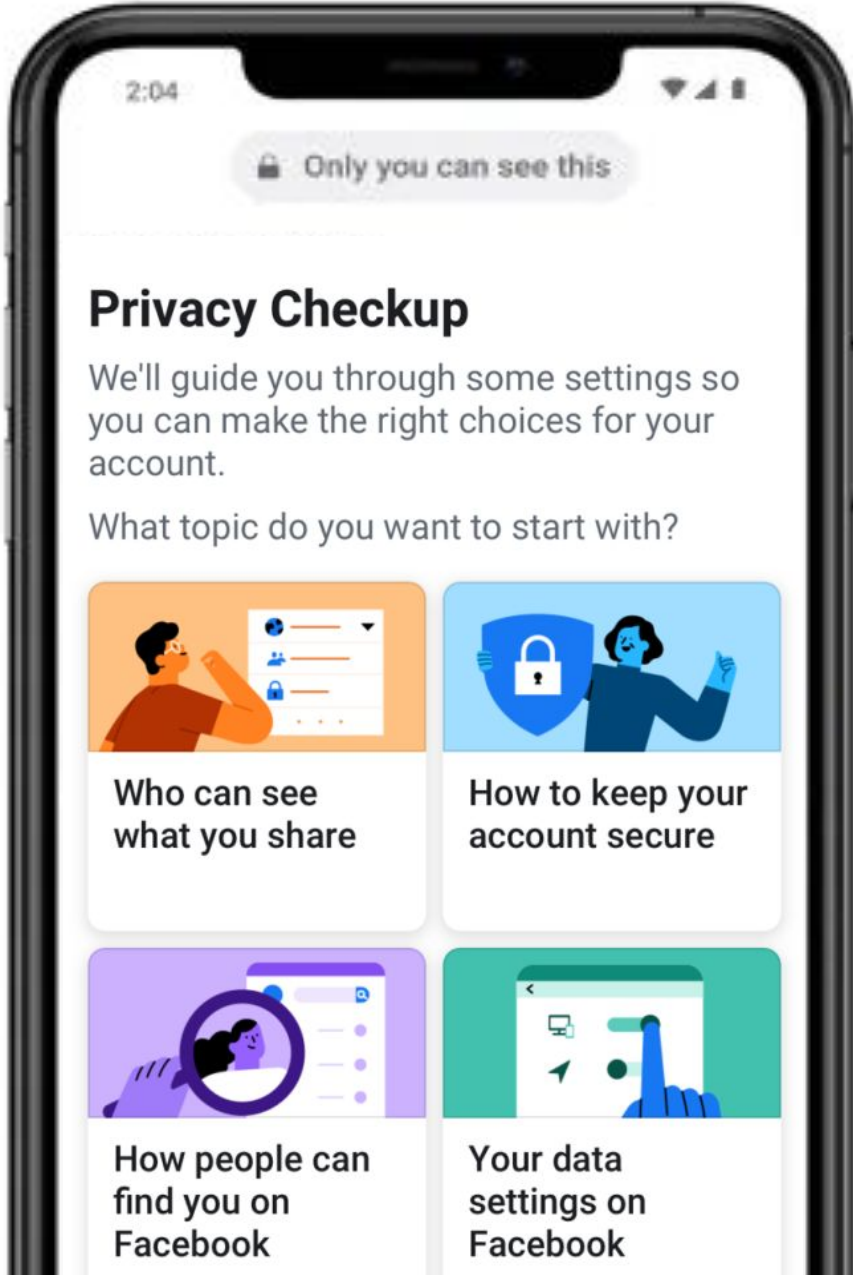 2:04
Only you can see this
Privacy Checkup
We'll guide you through some settings so
you can make the right choices for your
account.
What topic do you want to start with?
Who can see
what you share
How to keep your
account secure
How people can
find you on
Facebook
Your data
settings on
Facebook